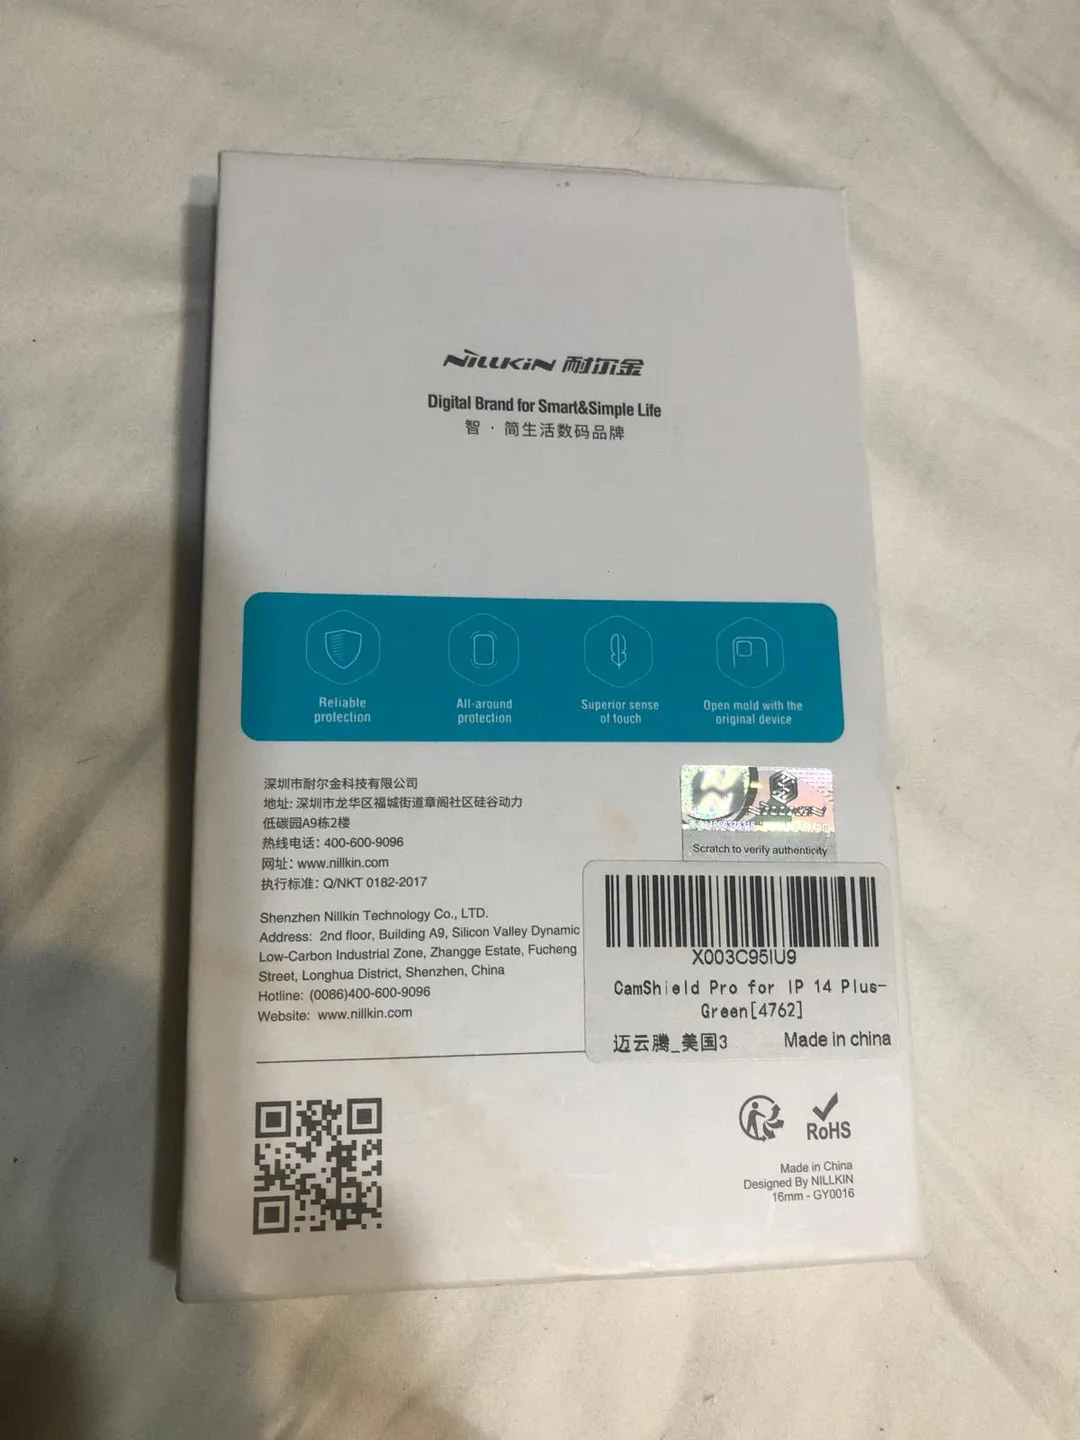 NILLKIN 耐尔金
Digital Brand for Smart&Simple Life
智 · 简生活数码品牌
Reliable
protection
All-around
protection
Superior sense
of touch
Open mold with the
original device
深圳市耐尔金科技有限公司
地址: 深圳市龙华区福城街道章阁社区硅谷动力
低碳园A9栋2楼
热线电话: 400-600-9096
网址: www.nillkin.com
执行标准: Q/NKT 0182-2017
Shenzhen Nillkin Technology Co., LTD.
Address: 2nd floor, Building A9, Silicon Valley Dynamic
Low-Carbon Industrial Zone, Zhangge Estate, Fucheng
Street, Longhua District, Shenzhen, China
Hotline: (0086)400-600-9096
Website: www.nillkin.com
Scratch to verify authenticity
X003C95IU9
CamShield Pro for IP 14 Plus-
Green[4762]
迈云腾_美国3 Made in china
RoHS
Made in China
Designed By NILLKIN
16mm - GY0016